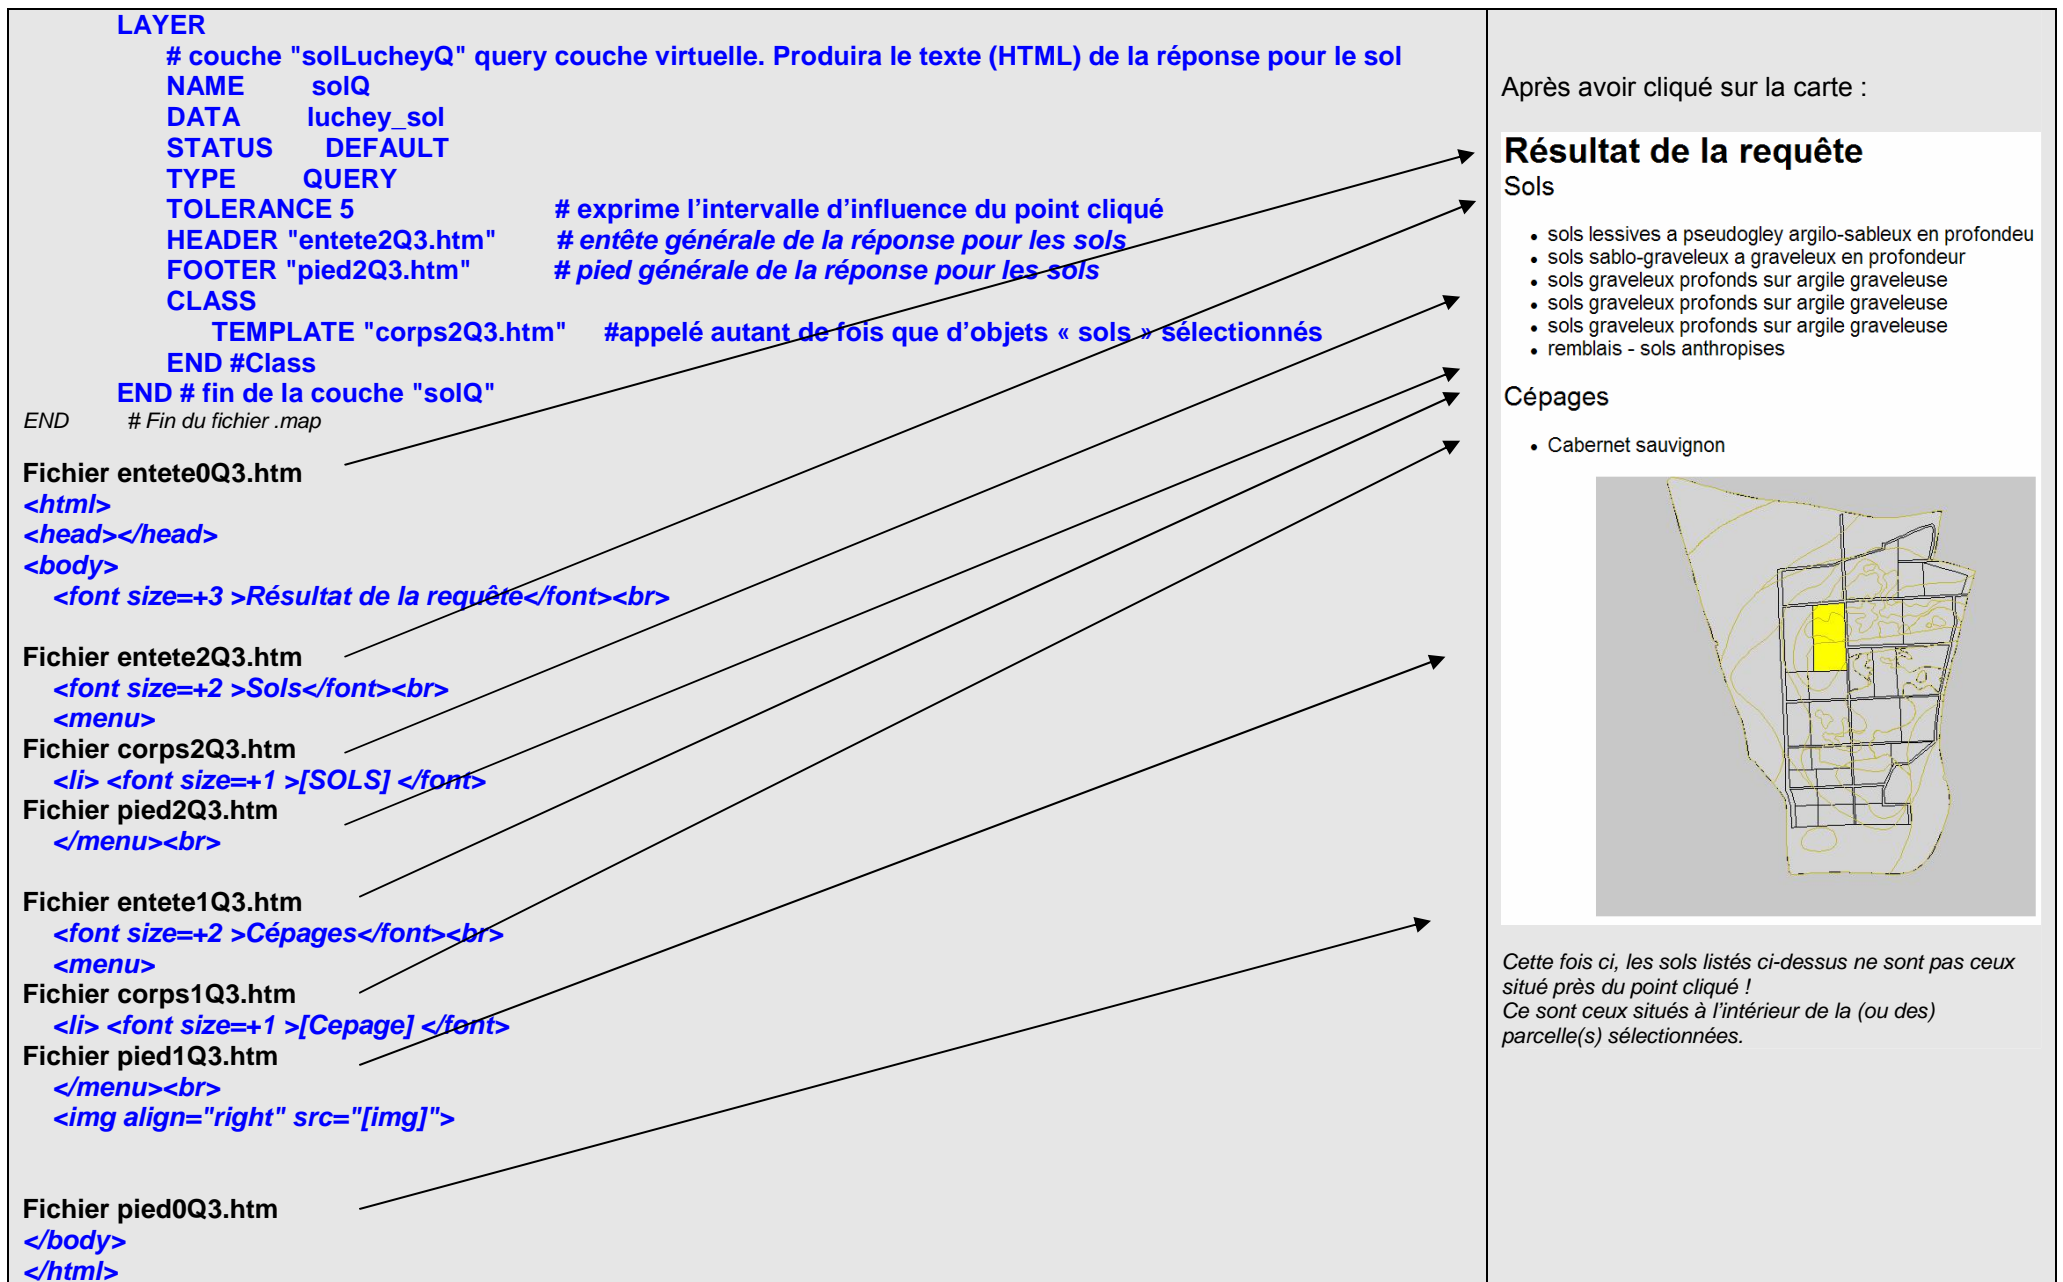 LAYER
# couche "solLucheyQ" query couche virtuelle. Produira le texte (HTML) de la réponse pour le sol
NAME solQ
DATA luchey_sol
STATUS DEFAULT
TYPE QUERY
TOLERANCE 5 # exprime l’intervalle d’influence du point cliqué
HEADER "entete2Q3.htm" # entête générale de la réponse pour les sols
FOOTER "pied2Q3.htm" # pied générale de la réponse pour les sols
CLASS
TEMPLATE "corps2Q3.htm" #appelé autant de fois que d’objets « sols » sélectionnés
END #Class
END # fin de la couche "solQ"
END # Fin du fichier .map
Fichier entete0Q3.htm
<html>
<head></head>
<body>
<font size=+3 >Résultat de la requête</font><br>
Fichier entete2Q3.htm
<font size=+2 >Sols</font><br>
<menu>
Fichier corps2Q3.htm
<li> <font size=+1 >[SOLS] </font>
Fichier pied2Q3.htm
</menu><br>
Fichier entete1Q3.htm
<font size=+2 >Cépages</font><br>
<menu>
Fichier corps1Q3.htm
<li> <font size=+1 >[Cepage] </font>
Fichier pied1Q3.htm
</menu><br>
<img align="right" src="[img]">
Fichier pied0Q3.htm
</body>
</html>
Après avoir cliqué sur la carte :
Résultat de la requête
Sols
• sols lessives a pseudogley argilo-sableux en profondeu
• sols sablo-graveleux a graveleux en profondeur
• sols graveleux profonds sur argile graveleuse
• sols graveleux profonds sur argile graveleuse
• sols graveleux profonds sur argile graveleuse
• remblais - sols anthropises
Cépages
• Cabernet sauvignon
Cette fois ci, les sols listés ci-dessus ne sont pas ceux
situé près du point cliqué !
Ce sont ceux situés à l’intérieur de la (ou des)
parcelle(s) sélectionnées.